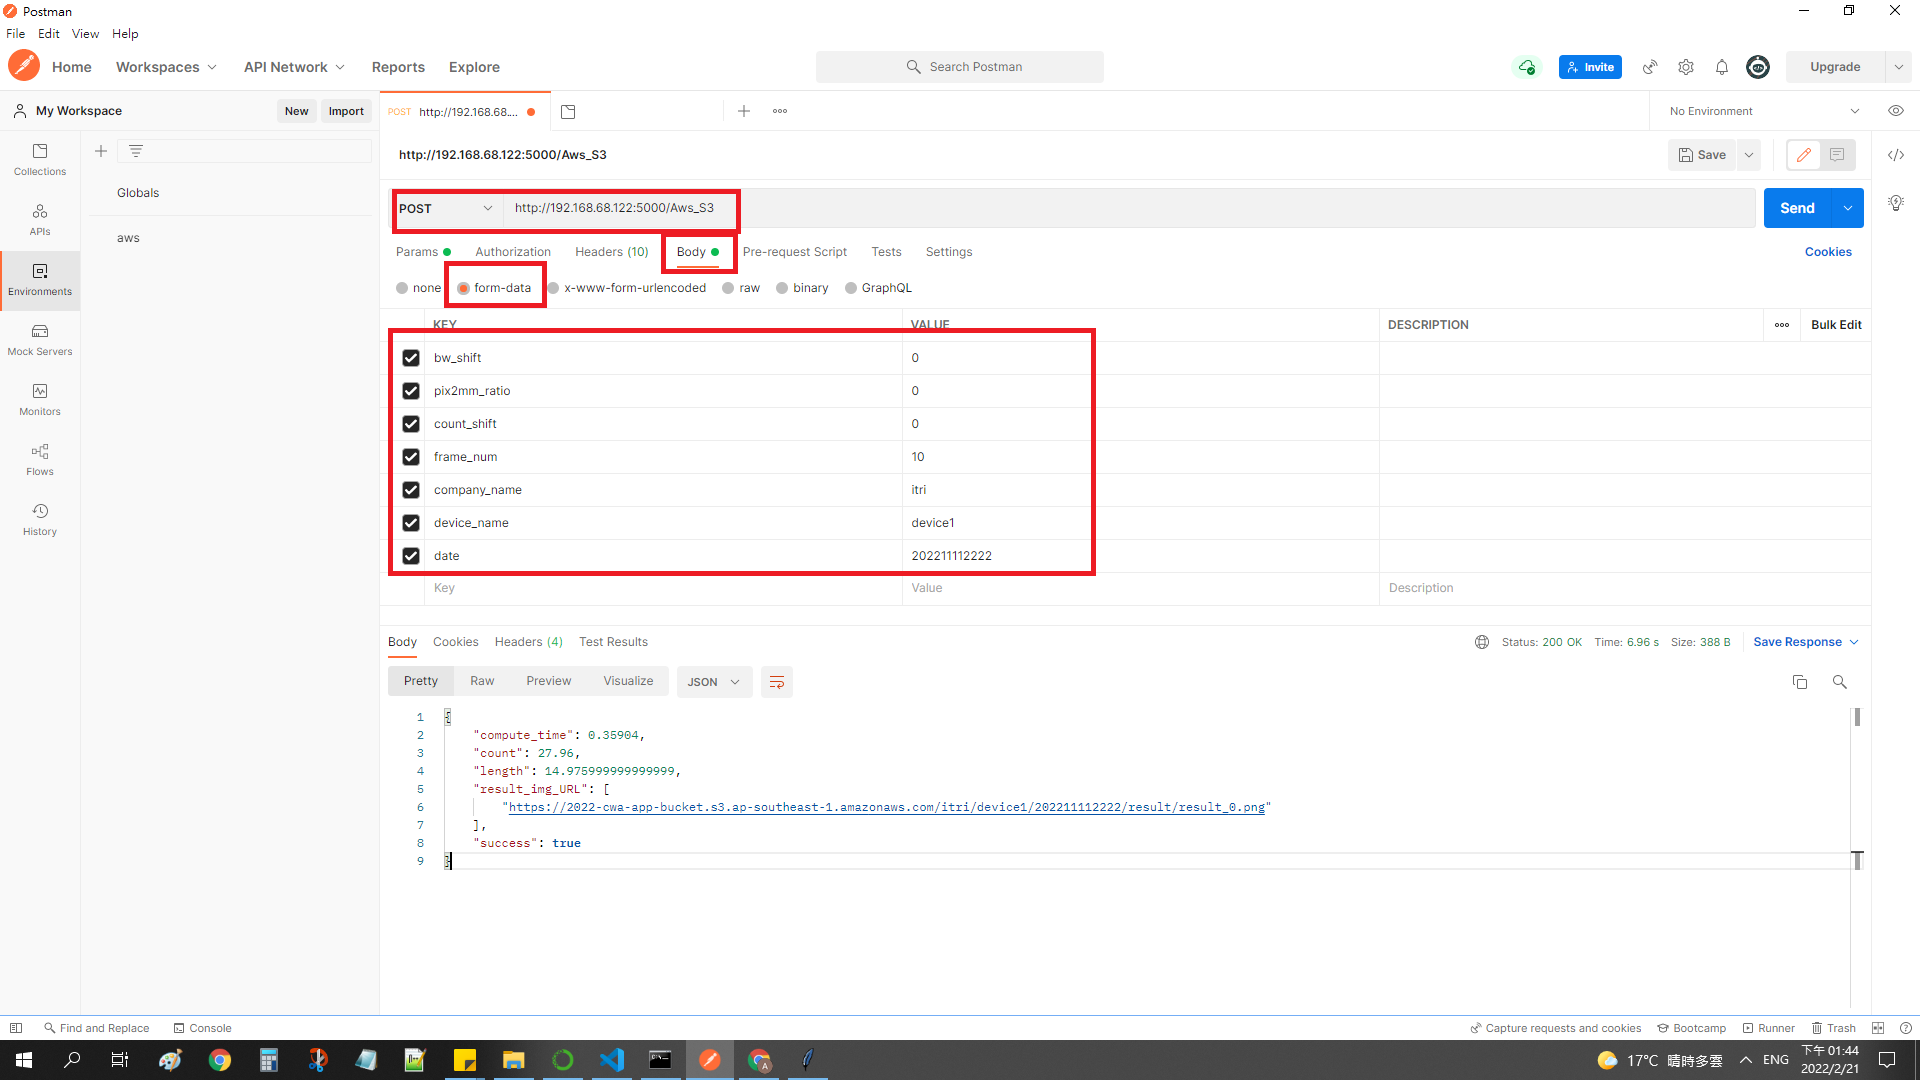 Postman
File Edit View Help
Home Workspaces API Network Reports Explore Search Postman Invite Upgrade
My Workspace New Import POST http://192.168.68.... No Environment
Collections
APIs
Environments
Mock Servers
Monitors
Flows
History
Globals
aws
http://192.168.68.122:5000/Aws_S3 Save
POST http://192.168.68.122:5000/Aws_S3 Send
Params Authorization Headers (10) Body Pre-request Script Tests Settings Cookies
none form-data x-www-form-urlencoded raw binary GraphQL
KEY VALUE DESCRIPTION Bulk Edit
bw_shift 0
pix2mm_ratio 0
count_shift 0
frame_num 10
company_name itri
device_name device1
date 202211112222
Key Value Description
Body Cookies Headers (4) Test Results Status: 200 OK Time: 6.96 s Size: 388 B Save Response
Pretty Raw Preview Visualize JSON
1 {
2 "compute_time": 0.35904,
3 "count": 27.96,
4 "length": 14.975999999999999,
5 "result_img_URL": [
6 "https://2022-cwa-app-bucket.s3.ap-southeast-1.amazonaws.com/itri/device1/202211112222/result/result_0.png"
7 ],
8 "success": true
9 }
Find and Replace Console Capture requests and cookies Bootcamp Runner Trash
17°C 晴時多雲 ENG 下午 01:44
2022/2/21